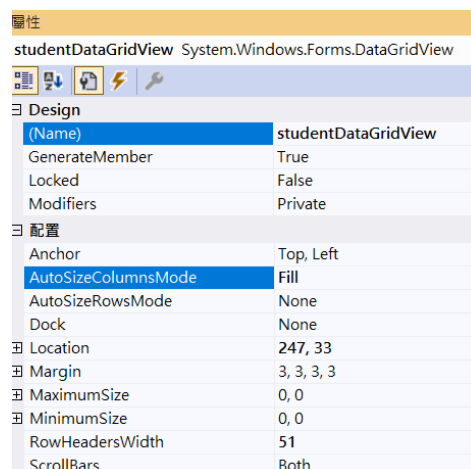 屬性
studentDataGridView System.Windows.Forms.DataGridView
Design
(Name) studentDataGridView
GenerateMember True
Locked False
Modifiers Private
配置
Anchor Top, Left
AutoSizeColumnsMode Fill
AutoSizeRowsMode None
Dock None
Location 247, 33
Margin 3, 3, 3, 3
MaximumSize 0, 0
MinimumSize 0, 0
RowHeadersWidth 51
ScrollBars Both